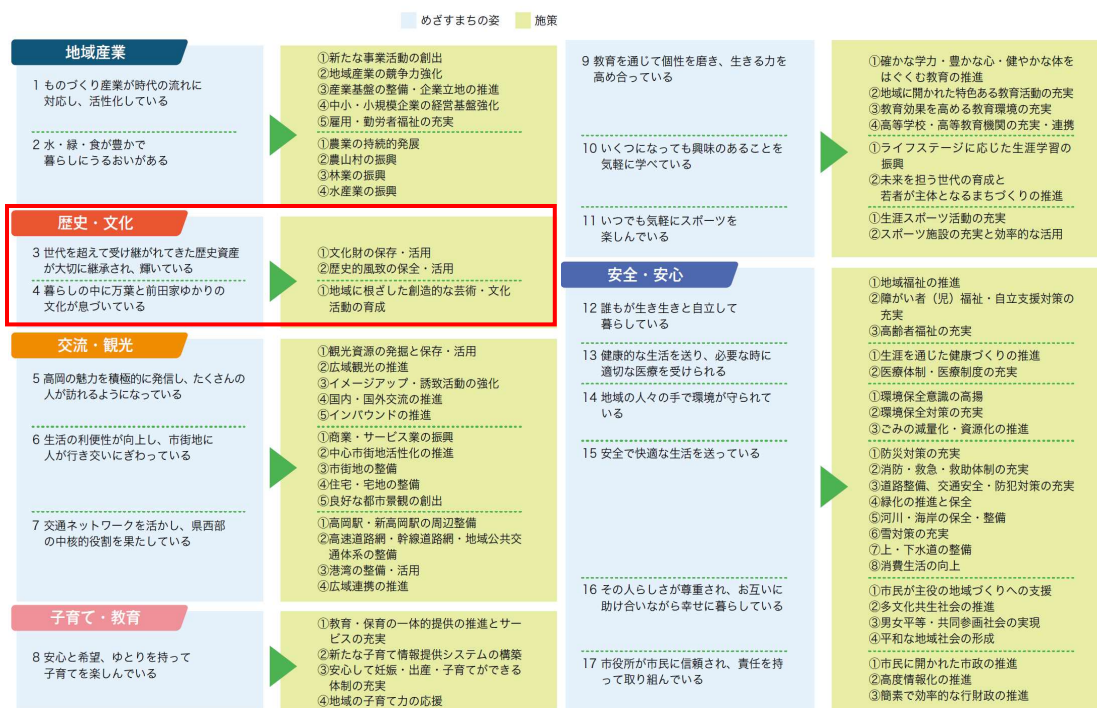 めざすまちの姿
施策
地域産業
1 ものづくり産業が時代の流れに
対応し、活性化している
①新たな事業活動の創出
②地域産業の競争力強化
③産業基盤の整備・企業立地の推進
④中小・小規模企業の経営基盤強化
⑤雇用・勤労者福祉の充実
2 水・緑・食が豊かで
暮らしにうるおいがある
①農業の持続的発展
②農山村の振興
③林業の振興
④水産業の振興
歴史・文化
3 世代を超えて受け継がれてきた歴史資産
が大切に継承され、輝いている
①文化財の保存・活用
②歴史的風致の保全・活用
4 暮らしの中に万葉と前田家ゆかりの
文化が息づいている
①地域に根ざした創造的な芸術・文化
活動の育成
交流・観光
5 高岡の魅力を積極的に発信し、たくさんの
人が訪れるようになっている
①観光資源の発掘と保存・活用
②広域観光の推進
③イメージアップ・誘致活動の強化
④国内・国外交流の推進
⑤インバウンドの推進
6 生活の利便性が向上し、市街地に
人が行き交いにぎわっている
①商業・サービス業の振興
②中心市街地活性化の推進
③市街地の整備
④住宅・宅地の整備
⑤良好な都市景観の創出
7 交通ネットワークを活かし、県西部
の中核的役割を果たしている
①高岡駅・新高岡駅の周辺整備
②高速道路網・幹線道路網・地域公共交
通体系の整備
③港湾の整備・活用
④広域連携の推進
子育て・教育
8 安心と希望、ゆとりを持って
子育てを楽しんでいる
①教育・保育の一体的提供の推進とサー
ビスの充実
②新たな子育て情報提供システムの構築
③安心して妊娠・出産・子育てができる
体制の充実
④地域の子育て力の応援
9 教育を通じて個性を磨き、生きる力を
高め合っている
①確かな学力・豊かな心・健やかな体を
はぐくむ教育の推進
②地域に開かれた特色ある教育活動の充実
③教育効果を高める教育環境の充実
④高等学校・高等教育機関の充実・連携
10 いくつになっても興味のあることを
気軽に学べている
①ライフステージに応じた生涯学習の
振興
②未来を担う世代の育成と
若者が主体となるまちづくりの推進
11 いつでも気軽にスポーツを
楽しんでいる
①生涯スポーツ活動の充実
②スポーツ施設の充実と効率的な活用
安全・安心
12 誰もが生き生きと自立して
暮らしている
①地域福祉の推進
②障がい者（児）福祉・自立支援対策の
充実
③高齢者福祉の充実
13 健康的な生活を送り、必要な時に
適切な医療を受けられる
①生涯を通じた健康づくりの推進
②医療体制・医療制度の充実
14 地域の人々の手で環境が守られて
いる
①環境保全意識の高揚
②環境保全対策の充実
③ごみの減量化・資源化の推進
15 安全で快適な生活を送っている
①防災対策の充実
②消防・救急・救助体制の充実
③道路整備、交通安全・防犯対策の充実
④緑化の推進と保全
⑤河川・海岸の保全・整備
⑥雪対策の充実
⑦上・下水道の整備
⑧消費生活の向上
16 その人らしさが尊重され、お互いに
助け合いながら幸せに暮らしている
①市民が主役の地域づくりへの支援
②多文化共生社会の推進
③男女平等・共同参画社会の実現
④平和な地域社会の形成
17 市役所が市民に信頼され、責任を持
って取り組んでいる
①市民に開かれた市政の推進
②高度情報化の推進
③簡素で効率的な行財政の推進